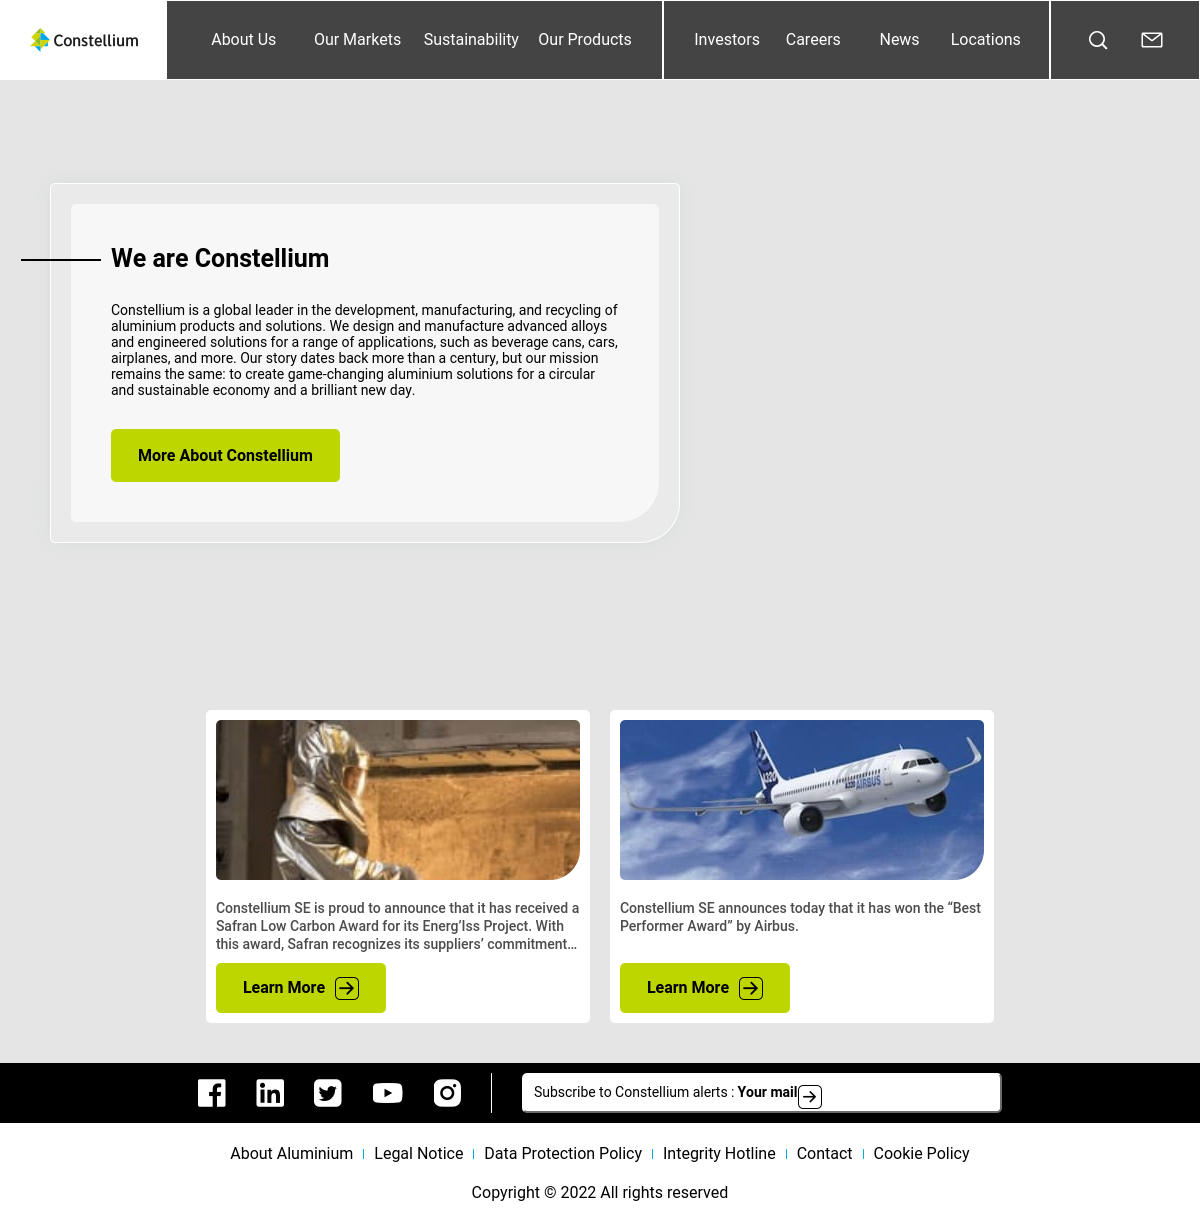 Constellium
About Us
Our Markets
Sustainability
Our Products
Investors
Careers
News
Locations
We are Constellium
Constellium is a global leader in the development, manufacturing, and recycling of
aluminium products and solutions. We design and manufacture advanced alloys
and engineered solutions for a range of applications, such as beverage cans, cars,
airplanes, and more. Our story dates back more than a century, but our mission
remains the same: to create game-changing aluminium solutions for a circular
and sustainable economy and a brilliant new day.
More About Constellium
A320
A320 AIRBUS
Constellium SE is proud to announce that it has received a
Safran Low Carbon Award for its Energ’Iss Project. With
this award, Safran recognizes its suppliers’ commitment…
Learn More
Constellium SE announces today that it has won the “Best
Performer Award” by Airbus.
Learn More
Subscribe to Constellium alerts : Your mail
About Aluminium
Legal Notice
Data Protection Policy
Integrity Hotline
Contact
Cookie Policy
Copyright © 2022 All rights reserved